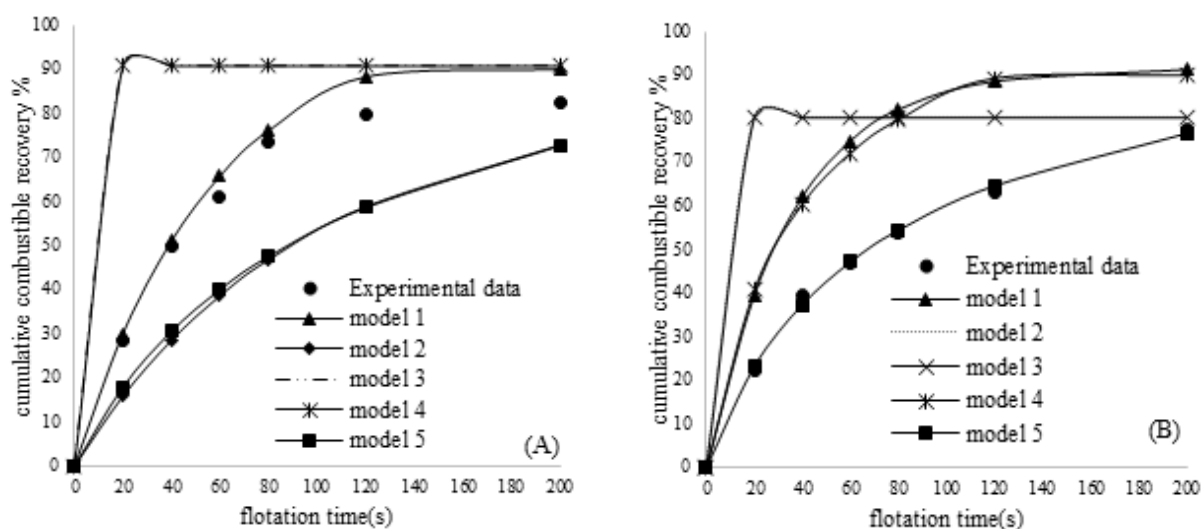 cumulative combustible recovery %
100
90
80
70
60
50
40
30
20
10
0
Experimental data
model 1
model 2
model 3
model 4
model 5
(A)
0 20 40 60 80 100 120 140 160 180 200
flotation time(s)
cumulative combustible recovery %
100
90
80
70
60
50
40
30
20
10
0
Experimental data
model 1
model 2
model 3
model 4
model 5
(B)
0 20 40 60 80 100 120 140 160 180 200
flotation time(s)